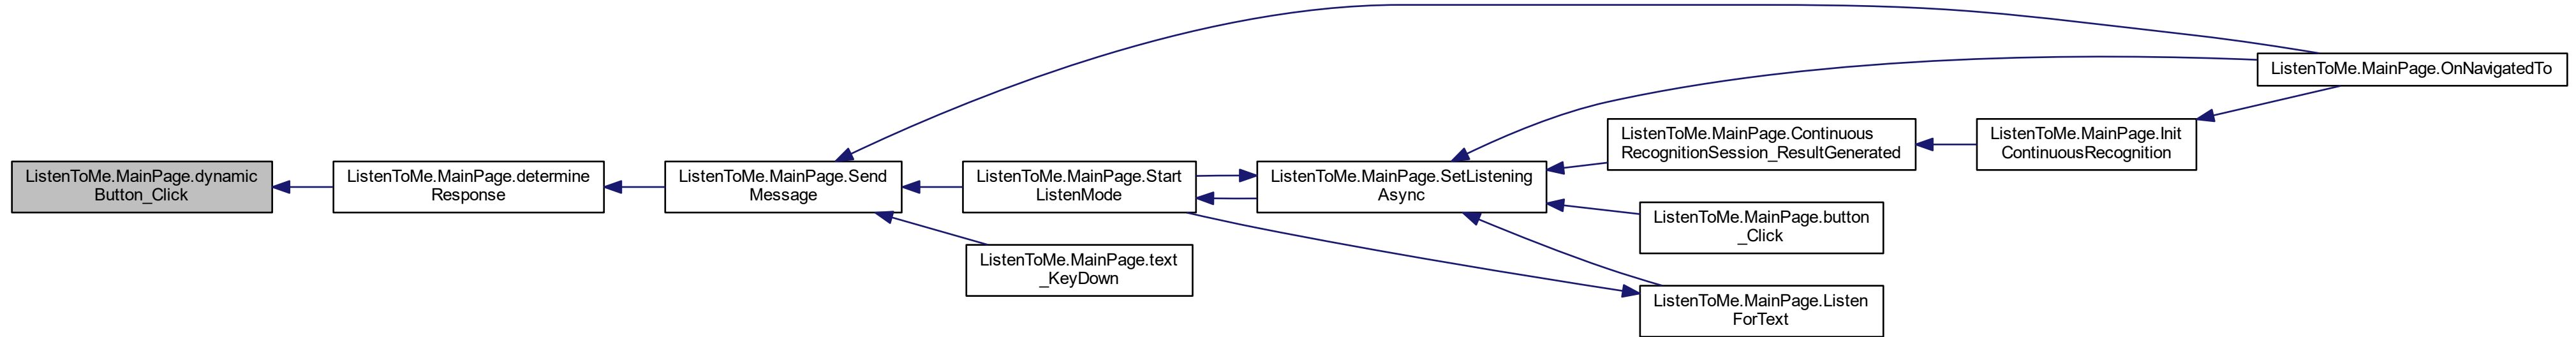 ListenToMe.MainPage.dynamic
Button_Click
ListenToMe.MainPage.determine
Response
ListenToMe.MainPage.Send
Message
ListenToMe.MainPage.Start
ListenMode
ListenToMe.MainPage.text
_KeyDown
ListenToMe.MainPage.SetListening
Async
ListenToMe.MainPage.Continuous
RecognitionSession_ResultGenerated
ListenToMe.MainPage.button
_Click
ListenToMe.MainPage.Listen
ForText
ListenToMe.MainPage.Init
ContinuousRecognition
ListenToMe.MainPage.OnNavigatedTo